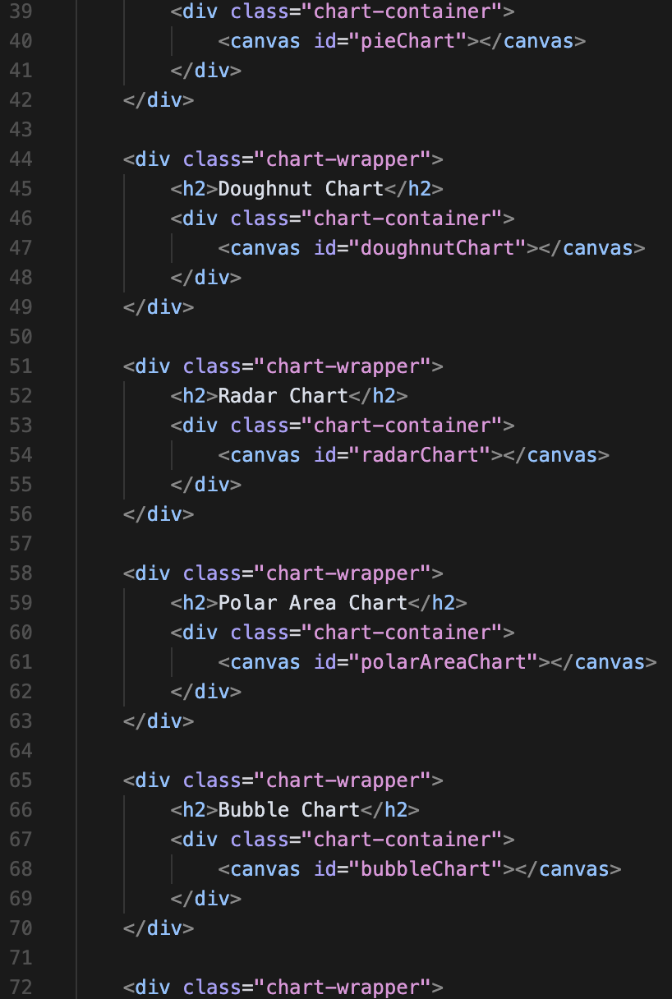 39 <div class="chart-container">
40 <canvas id="pieChart"></canvas>
41 </div>
42 </div>
43
44 <div class="chart-wrapper">
45 <h2>Doughnut Chart</h2>
46 <div class="chart-container">
47 <canvas id="doughnutChart"></canvas>
48 </div>
49 </div>
50
51 <div class="chart-wrapper">
52 <h2>Radar Chart</h2>
53 <div class="chart-container">
54 <canvas id="radarChart"></canvas>
55 </div>
56 </div>
57
58 <div class="chart-wrapper">
59 <h2>Polar Area Chart</h2>
60 <div class="chart-container">
61 <canvas id="polarAreaChart"></canvas>
62 </div>
63 </div>
64
65 <div class="chart-wrapper">
66 <h2>Bubble Chart</h2>
67 <div class="chart-container">
68 <canvas id="bubbleChart"></canvas>
69 </div>
70 </div>
71
72 <div class="chart-wrapper">